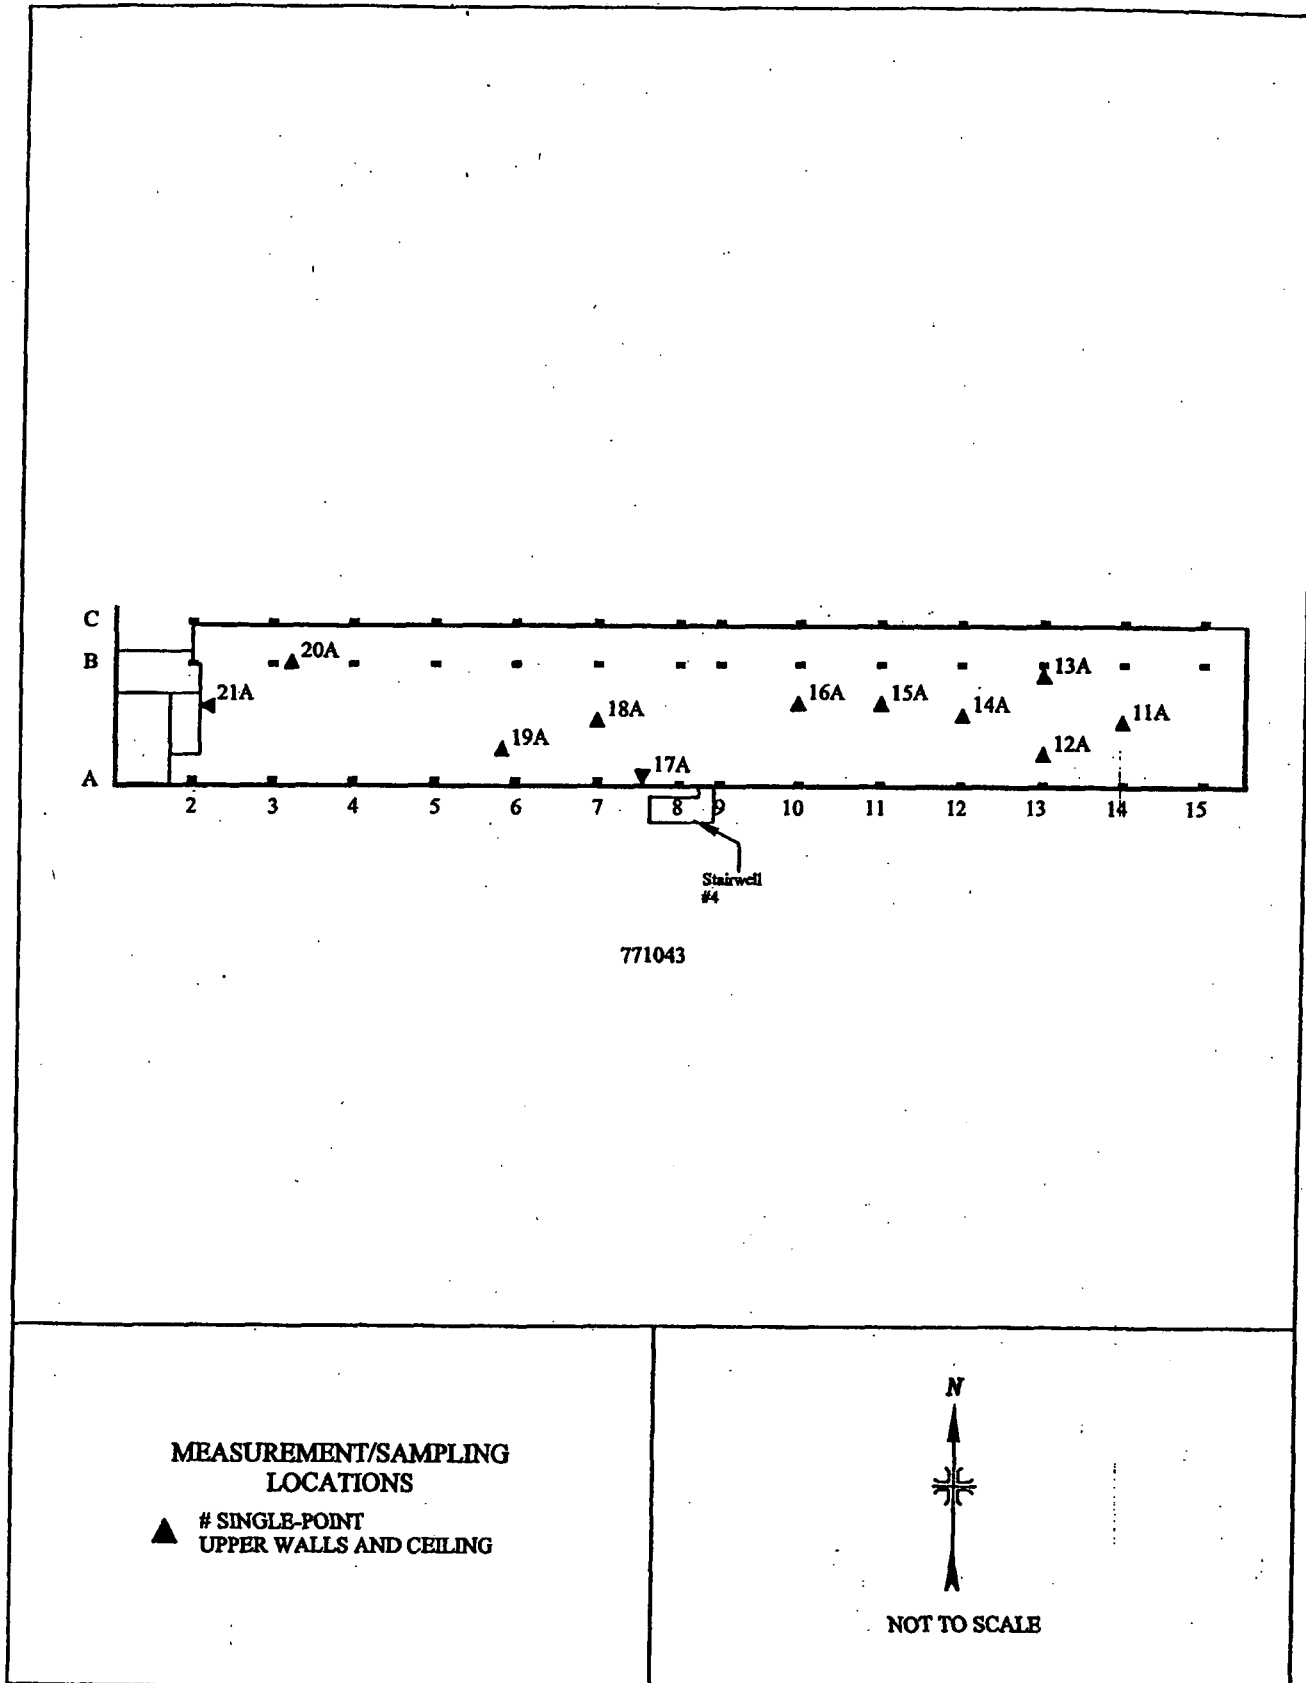 C
B
20A
13A
21A
16A
15A
14A
18A
11A
19A
12A
17A
A
2
3
4
5
6
7
8
9
10
11
12
13
14
15
Stairwell
#4
771043
MEASUREMENT/SAMPLING
LOCATIONS
# SINGLE-POINT
UPPER WALLS AND CEILING
N
NOT TO SCALE